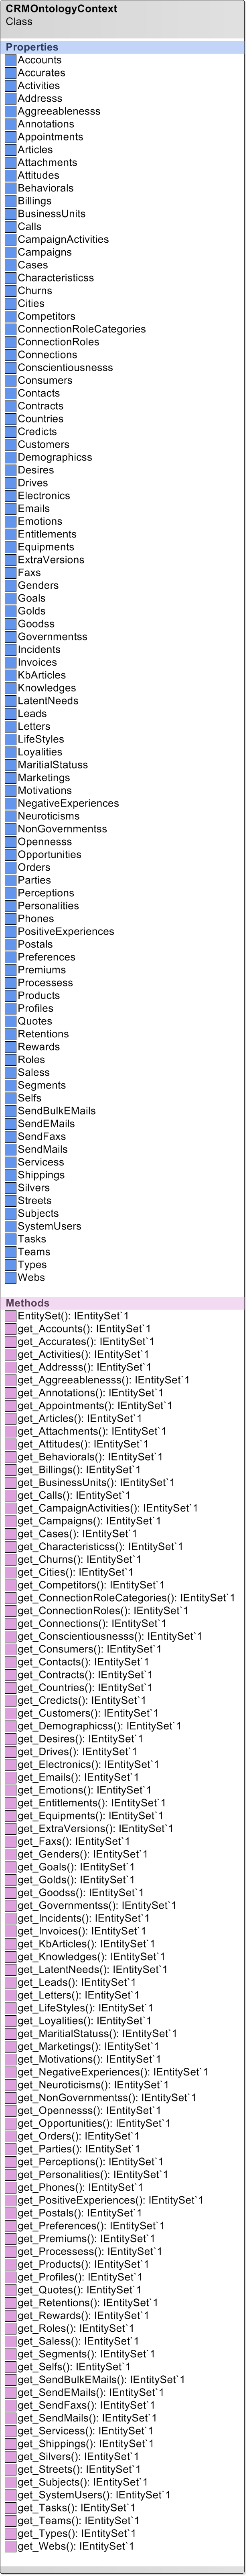 CRMOntologyContext
Class
Properties
Accounts
Accurates
Activities
Addresss
Aggreeablenesss
Annotations
Appointments
Articles
Attachments
Attitudes
Behaviorals
Billings
BusinessUnits
Calls
CampaignActivities
Campaigns
Cases
Characteristicss
Churns
Cities
Competitors
ConnectionRoleCategories
ConnectionRoles
Connections
Conscientiousnesss
Consumers
Contacts
Contracts
Countries
Credicts
Customers
Demographicss
Desires
Drives
Electronics
Emails
Emotions
Entitlements
Equipments
ExtraVersions
Faxs
Genders
Goals
Golds
Goodss
Governmentss
Incidents
Invoices
KbArticles
Knowledges
LatentNeeds
Leads
Letters
LifeStyles
Loyalities
MaritialStatuss
Marketings
Motivations
NegativeExperiences
Neuroticisms
NonGovernmentss
Opennesss
Opportunities
Orders
Parties
Perceptions
Personalities
Phones
PositiveExperiences
Postals
Preferences
Premiums
Processess
Products
Profiles
Quotes
Retentions
Rewards
Roles
Saless
Segments
Selfs
SendBulkEMails
SendEMails
SendFaxs
SendMails
Servicess
Shippings
Silvers
Streets
Subjects
SystemUsers
Tasks
Teams
Types
Webs
Methods
EntitySet(): IEntitySet`1
get_Accounts(): IEntitySet`1
get_Accurates(): IEntitySet`1
get_Activities(): IEntitySet`1
get_Addresss(): IEntitySet`1
get_Aggreeablenesss(): IEntitySet`1
get_Annotations(): IEntitySet`1
get_Appointments(): IEntitySet`1
get_Articles(): IEntitySet`1
get_Attachments(): IEntitySet`1
get_Attitudes(): IEntitySet`1
get_Behaviorals(): IEntitySet`1
get_Billings(): IEntitySet`1
get_BusinessUnits(): IEntitySet`1
get_Calls(): IEntitySet`1
get_CampaignActivities(): IEntitySet`1
get_Campaigns(): IEntitySet`1
get_Cases(): IEntitySet`1
get_Characteristicss(): IEntitySet`1
get_Churns(): IEntitySet`1
get_Cities(): IEntitySet`1
get_Competitors(): IEntitySet`1
get_ConnectionRoleCategories(): IEntitySet`1
get_ConnectionRoles(): IEntitySet`1
get_Connections(): IEntitySet`1
get_Conscientiousnesss(): IEntitySet`1
get_Consumers(): IEntitySet`1
get_Contacts(): IEntitySet`1
get_Contracts(): IEntitySet`1
get_Countries(): IEntitySet`1
get_Credicts(): IEntitySet`1
get_Customers(): IEntitySet`1
get_Demographicss(): IEntitySet`1
get_Desires(): IEntitySet`1
get_Drives(): IEntitySet`1
get_Electronics(): IEntitySet`1
get_Emails(): IEntitySet`1
get_Emotions(): IEntitySet`1
get_Entitlements(): IEntitySet`1
get_Equipments(): IEntitySet`1
get_ExtraVersions(): IEntitySet`1
get_Faxs(): IEntitySet`1
get_Genders(): IEntitySet`1
get_Goals(): IEntitySet`1
get_Golds(): IEntitySet`1
get_Goodss(): IEntitySet`1
get_Governmentss(): IEntitySet`1
get_Incidents(): IEntitySet`1
get_Invoices(): IEntitySet`1
get_KbArticles(): IEntitySet`1
get_Knowledges(): IEntitySet`1
get_LatentNeeds(): IEntitySet`1
get_Leads(): IEntitySet`1
get_Letters(): IEntitySet`1
get_LifeStyles(): IEntitySet`1
get_Loyalities(): IEntitySet`1
get_MaritialStatuss(): IEntitySet`1
get_Marketings(): IEntitySet`1
get_Motivations(): IEntitySet`1
get_NegativeExperiences(): IEntitySet`1
get_Neuroticisms(): IEntitySet`1
get_NonGovernmentss(): IEntitySet`1
get_Opennesss(): IEntitySet`1
get_Opportunities(): IEntitySet`1
get_Orders(): IEntitySet`1
get_Parties(): IEntitySet`1
get_Perceptions(): IEntitySet`1
get_Personalities(): IEntitySet`1
get_Phones(): IEntitySet`1
get_PositiveExperiences(): IEntitySet`1
get_Postals(): IEntitySet`1
get_Preferences(): IEntitySet`1
get_Premiums(): IEntitySet`1
get_Processess(): IEntitySet`1
get_Products(): IEntitySet`1
get_Profiles(): IEntitySet`1
get_Quotes(): IEntitySet`1
get_Retentions(): IEntitySet`1
get_Rewards(): IEntitySet`1
get_Roles(): IEntitySet`1
get_Saless(): IEntitySet`1
get_Segments(): IEntitySet`1
get_Selfs(): IEntitySet`1
get_SendBulkEMails(): IEntitySet`1
get_SendEMails(): IEntitySet`1
get_SendFaxs(): IEntitySet`1
get_SendMails(): IEntitySet`1
get_Servicess(): IEntitySet`1
get_Shippings(): IEntitySet`1
get_Silvers(): IEntitySet`1
get_Streets(): IEntitySet`1
get_Subjects(): IEntitySet`1
get_SystemUsers(): IEntitySet`1
get_Tasks(): IEntitySet`1
get_Teams(): IEntitySet`1
get_Types(): IEntitySet`1
get_Webs(): IEntitySet`1